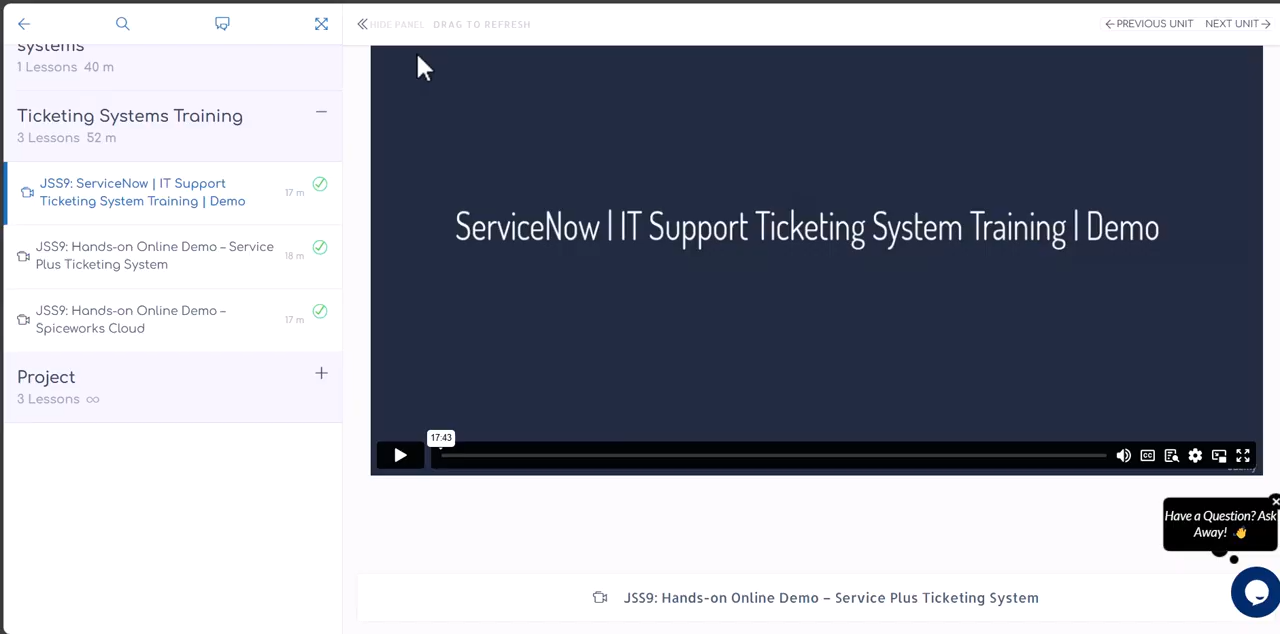 HIDE PANEL DRAG TO REFRESH
PREVIOUS UNIT NEXT UNIT
systems
1 Lessons 40 m
Ticketing Systems Training
3 Lessons 52 m
JSS9: ServiceNow | IT Support
Ticketing System Training | Demo
17 m
JSS9: Hands-on Online Demo – Service
Plus Ticketing System
18 m
JSS9: Hands-on Online Demo –
Spiceworks Cloud
17 m
Project
3 Lessons ∞
ServiceNow | IT Support Ticketing System Training | Demo
17:43
CC
Have a Question? Ask
Away! 👋
JSS9: Hands-on Online Demo – Service Plus Ticketing System